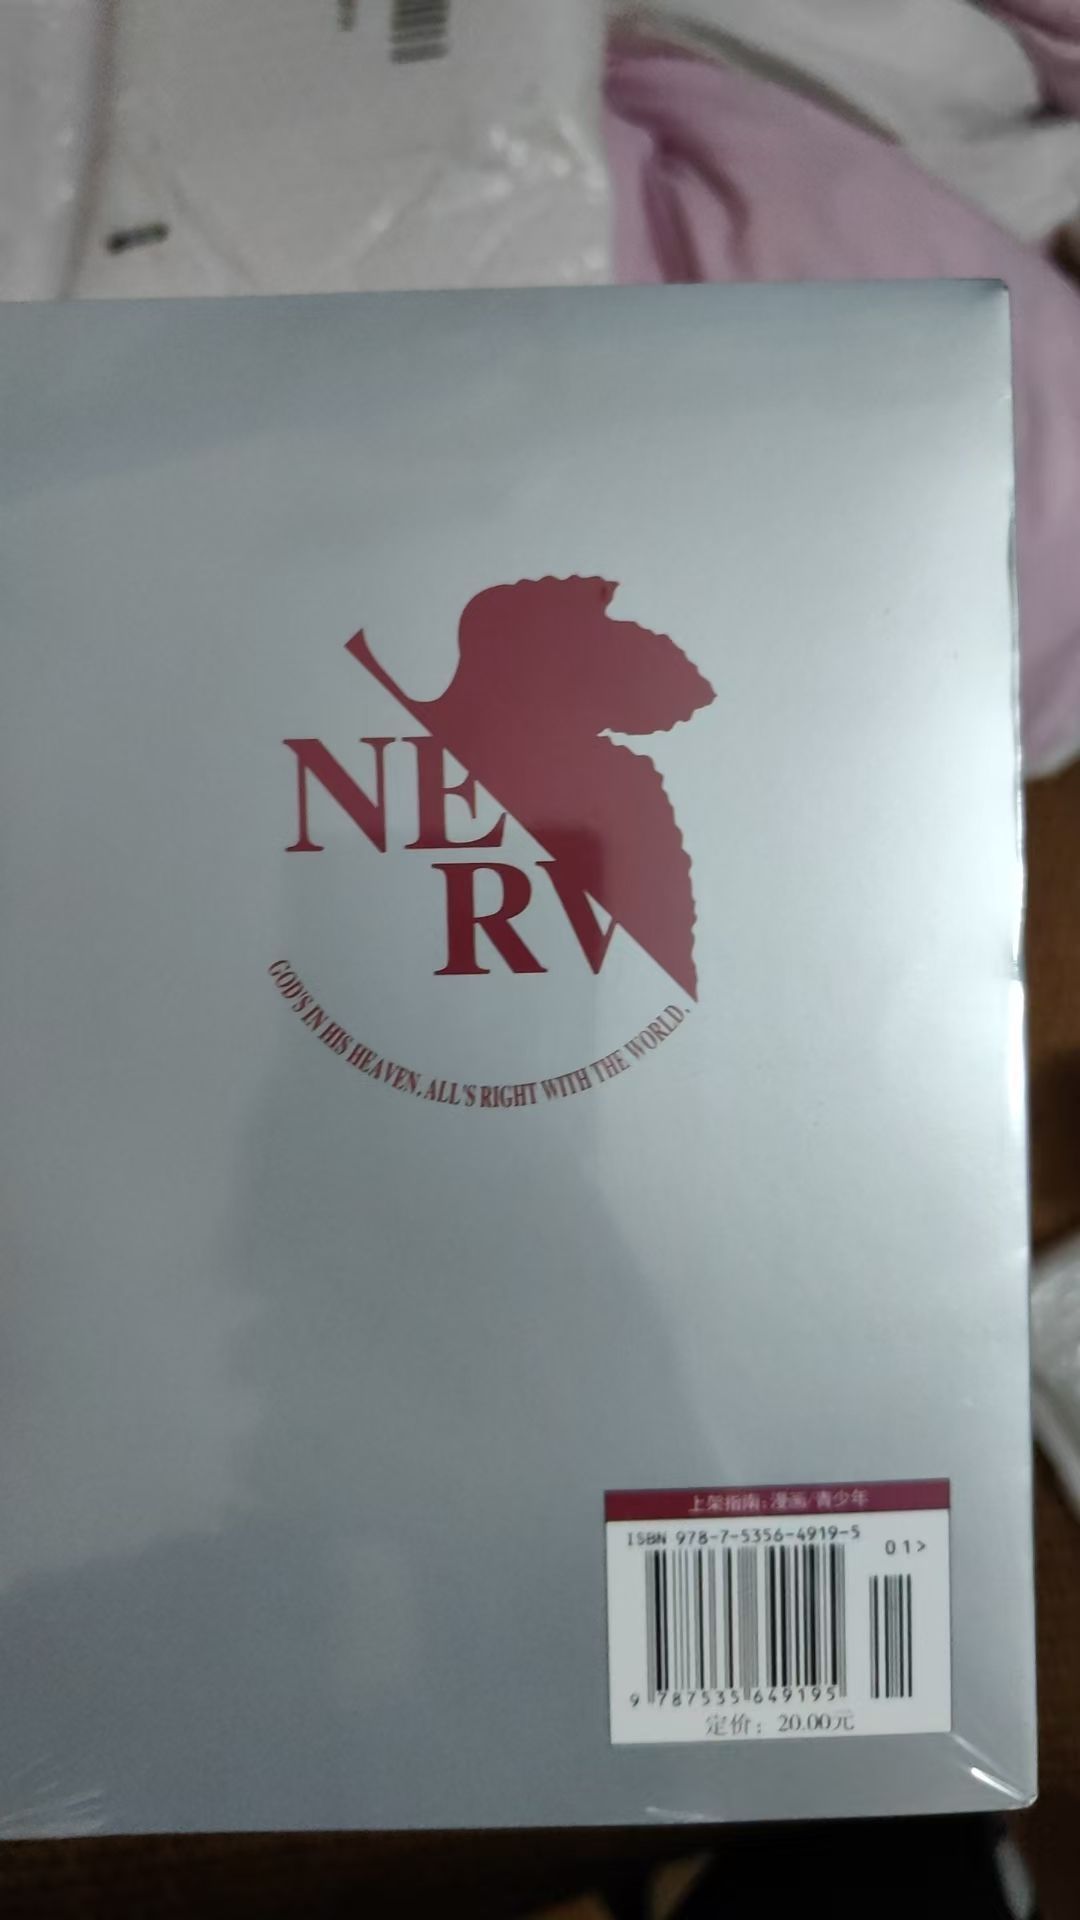 NE
RV
GOD'S IN HIS HEAVEN. ALL'S RIGHT WITH THE WORLD.
上架指南:漫画/青少年
ISBN 978-7-5356-4919-5
01>
9 787535 649195
定价：20.00元